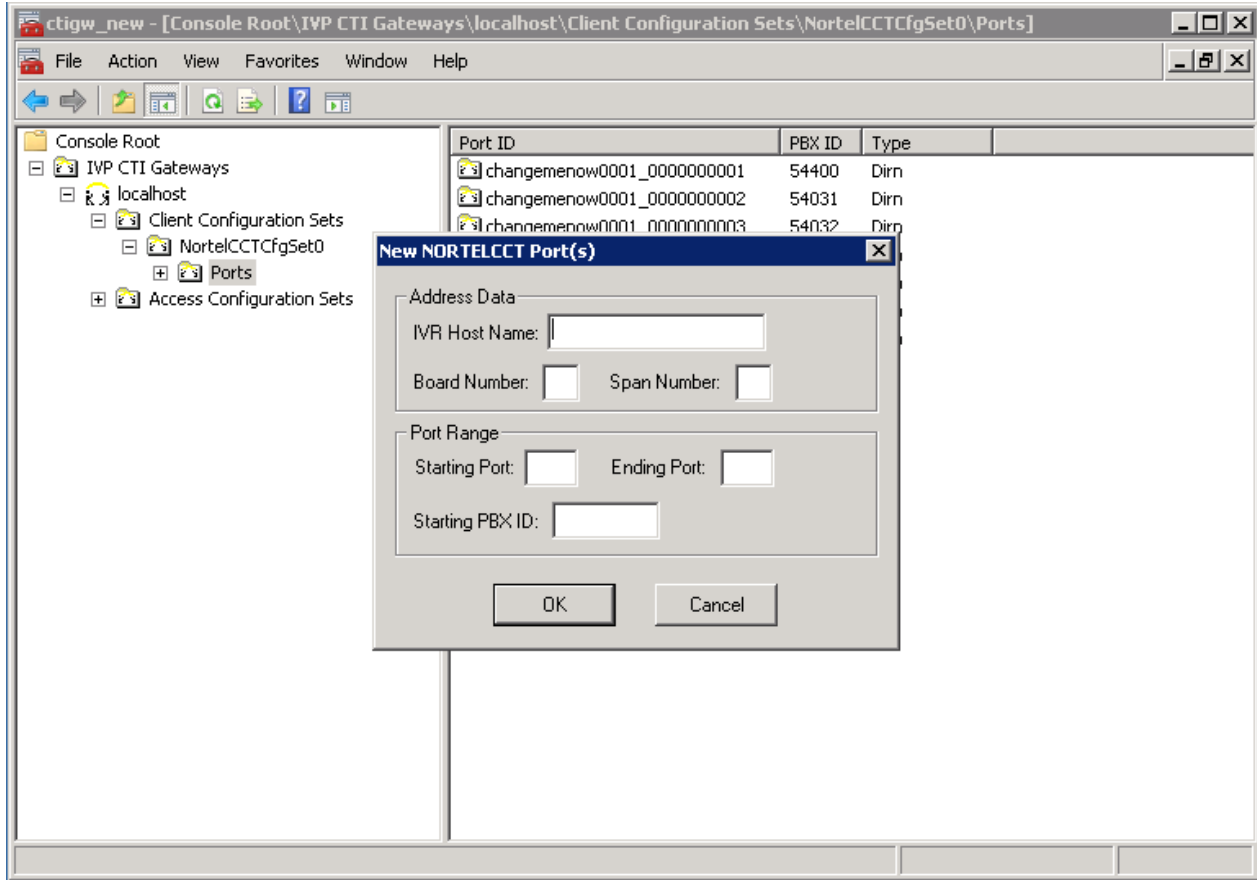 ctigw_new - [Console Root\IVP CTI Gateways\localhost\Client Configuration Sets\NortelCCTCfgSet0\Ports]
File Action View Favorites Window Help
Console Root
IVP CTI Gateways
localhost
Client Configuration Sets
NortelCCTCfgSet0
Ports
Access Configuration Sets
Port ID PBX ID Type
changemenow0001_0000000001 54400 Dirn
changemenow0001_0000000002 54031 Dirn
changemenow0001_0000000003 54032 Dirn
New NORTELCCT Port(s)
Address Data
IVR Host Name:
Board Number: Span Number:
Port Range
Starting Port: Ending Port:
Starting PBX ID:
OK Cancel